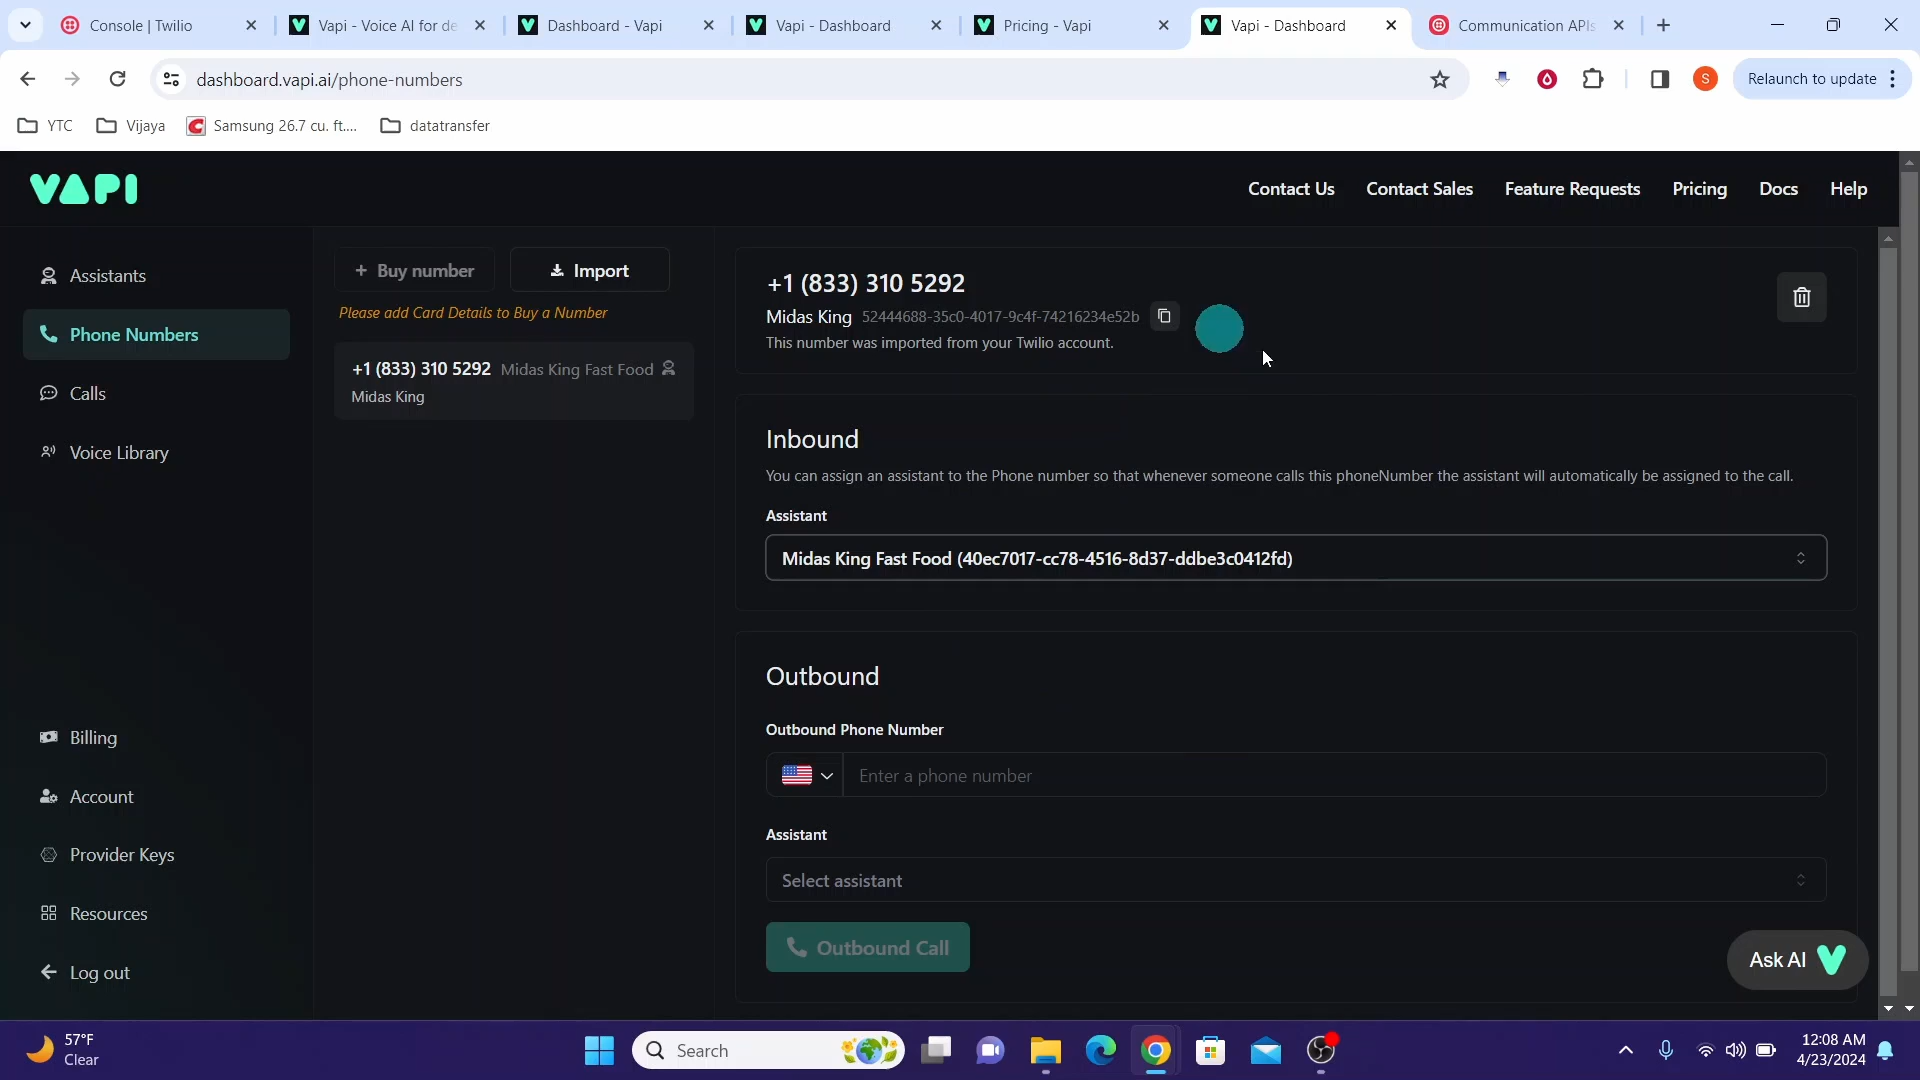 Console | Twilio
Vapi - Voice AI for de
Dashboard - Vapi
Vapi - Dashboard
Pricing - Vapi
Vapi - Dashboard
Communication APIs
dashboard.vapi.ai/phone-numbers
S
Relaunch to update
YTC
Vijaya
Samsung 26.7 cu. ft....
datatransfer
VAPI
Contact Us
Contact Sales
Feature Requests
Pricing
Docs
Help
Assistants
Phone Numbers
Calls
Voice Library
Billing
Account
Provider Keys
Resources
Log out
+ Buy number
Import
Please add Card Details to Buy a Number
+1 (833) 310 5292 Midas King Fast Food
Midas King
+1 (833) 310 5292
Midas King 52444688-35c0-4017-9c4f-74216234e52b
This number was imported from your Twilio account.
Inbound
You can assign an assistant to the Phone number so that whenever someone calls this phoneNumber the assistant will automatically be assigned to the call.
Assistant
Midas King Fast Food (40ec7017-cc78-4516-8d37-ddbe3c0412fd)
Outbound
Outbound Phone Number
Enter a phone number
Assistant
Select assistant
Outbound Call
Ask AI
57°F
Clear
Search
12:08 AM
4/23/2024